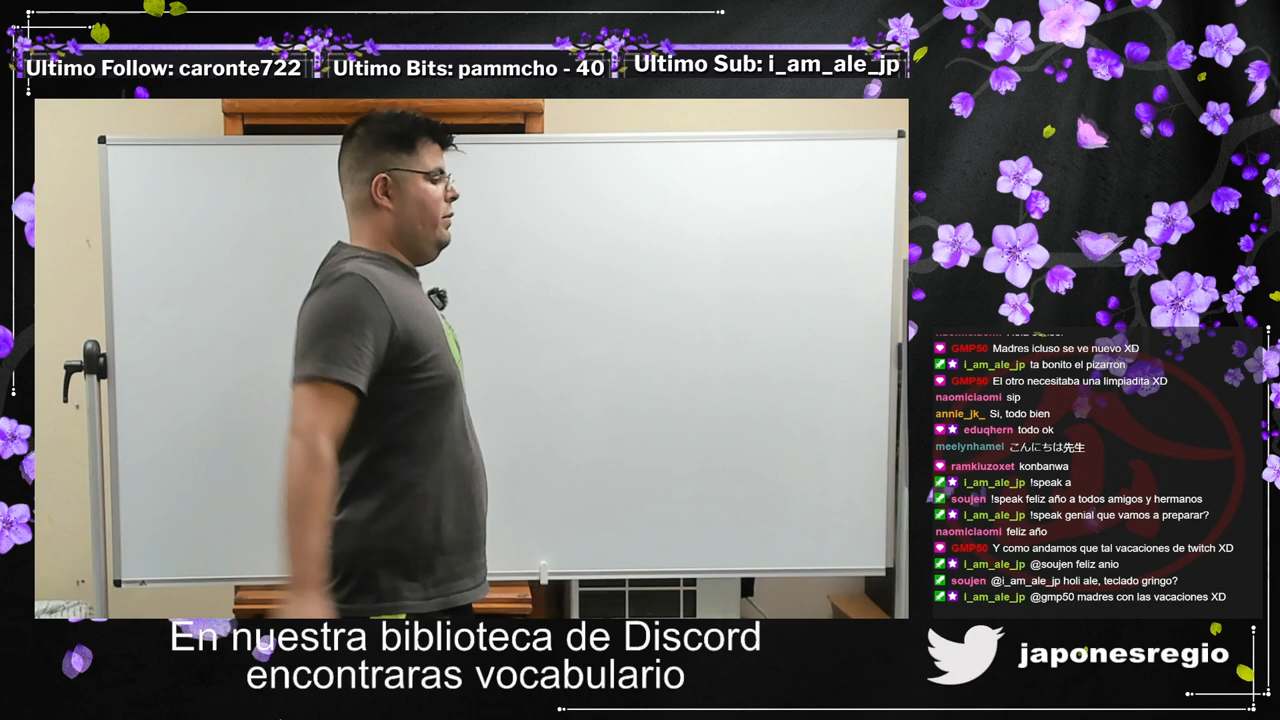 Ultimo Follow: caronte722
Ultimo Bits: pammcho - 40
Ultimo Sub: i_am_ale_jp
GMP50 Madres icluso se ve nuevo XD
i_am_ale_jp ta bonito el pizarron
GMP50 El otro necesitaba una limpiadita XD
naomiciaomi sip
annie_jk_ Si, todo bien
eduqhern todo ok
meelynhamei こんにちは先生
ramkiuzoxet konbanwa
i_am_ale_jp !speak a
soujen !speak feliz año a todos amigos y hermanos
i_am_ale_jp !speak genial que vamos a preparar?
naomiciaomi feliz año
GMP50 Y como andamos que tal vacaciones de twitch XD
i_am_ale_jp @soujen feliz anio
soujen @i_am_ale_jp holi ale, teclado gringo?
i_am_ale_jp @gmp50 madres con las vacaciones XD
En nuestra biblioteca de Discord
encontraras vocabulario
japonesregio